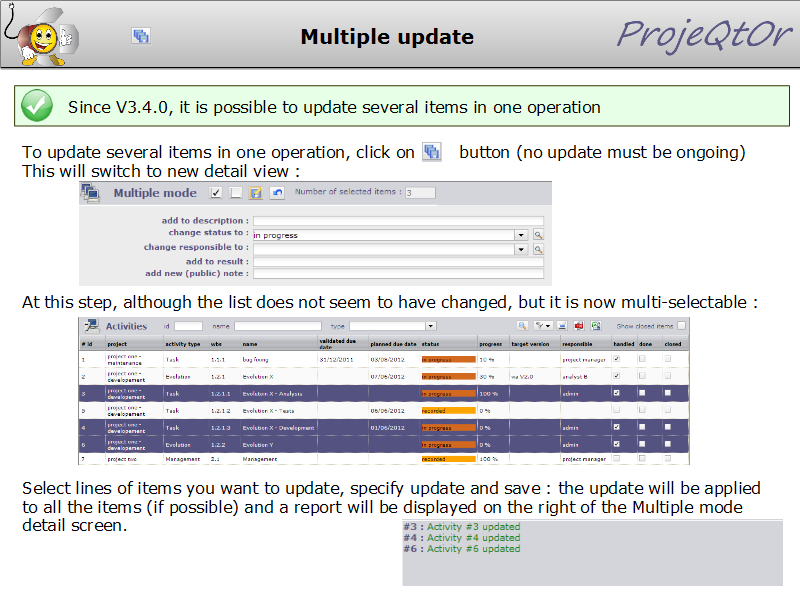 Multiple update
ProjeQtOr
Since V3.4.0, it is possible to update several items in one operation
To update several items in one operation, click on button (no update must be ongoing)
This will switch to new detail view :
Multiple mode Number of selected items : 3
add to description :
change status to : in progress
change responsible to :
add to result :
add new (public) note :
At this step, although the list does not seem to have changed, but it is now multi-selectable :
Activities id name type Show closed items
# id project activity type wbs name validated due date planned due date status progress target version responsible handled done closed
1 project one - maintenance Task 1.1.1 bug fixing 31/12/2011 03/08/2012 in progress 10 % project manager
2 project one - developement Evolution 1.2.1 Evolution X 07/06/2012 in progress 30 % wa V2.0 analyst B
3 project one - developement Task 1.2.1.1 Evolution X - Analysis in progress 100 % admin
5 project one - developement Task 1.2.1.2 Evolution X - Tests 06/06/2012 recorded 0 %
4 project one - developement Task 1.2.1.3 Evolution X - Development 01/06/2012 in progress 0 % admin
6 project one - developement Evolution 1.2.2 Evolution Y in progress 0 % admin
7 project two Management 2.1 Management recorded 100 % project manager
Select lines of items you want to update, specify update and save : the update will be applied
to all the items (if possible) and a report will be displayed on the right of the Multiple mode
detail screen.
#3 : Activity #3 updated
#4 : Activity #4 updated
#6 : Activity #6 updated